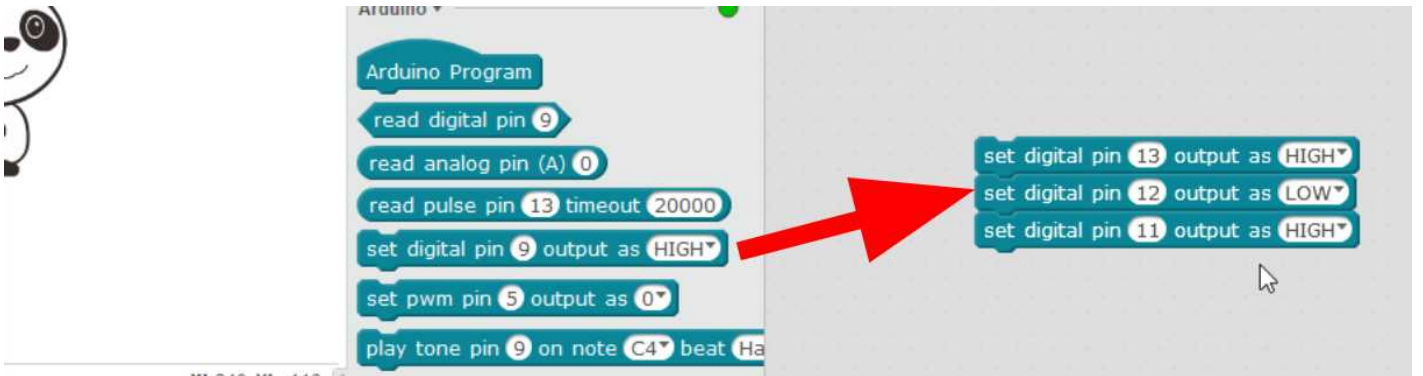 Arduino
Arduino Program
read digital pin 9
read analog pin (A) 0
read pulse pin 13 timeout 20000
set digital pin 9 output as HIGH
set pwm pin 5 output as 0
play tone pin 9 on note C4 beat Ha
set digital pin 13 output as HIGH
set digital pin 12 output as LOW
set digital pin 11 output as HIGH